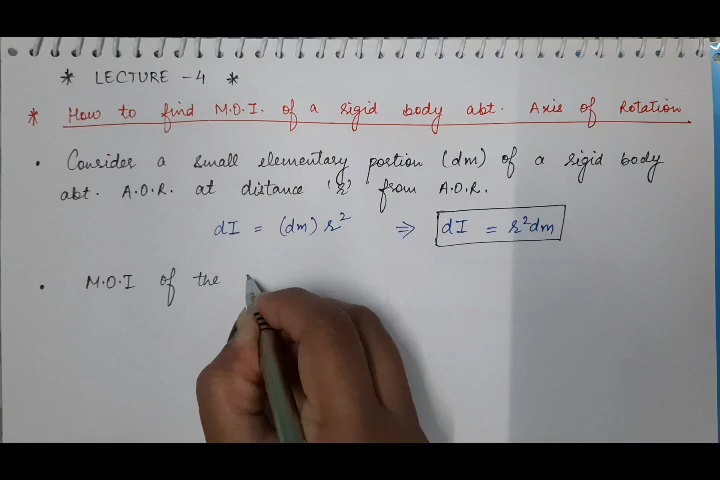 * LECTURE - 4 *
* How to find M.O.I. of a rigid body abt. Axis of Rotation
• Consider a small elementary portion (dm) of a rigid body
abt. A.O.R. at distance 'r' from A.O.R.
dI = (dm) r² ⇒ dI = r²dm
• M.O.I of the